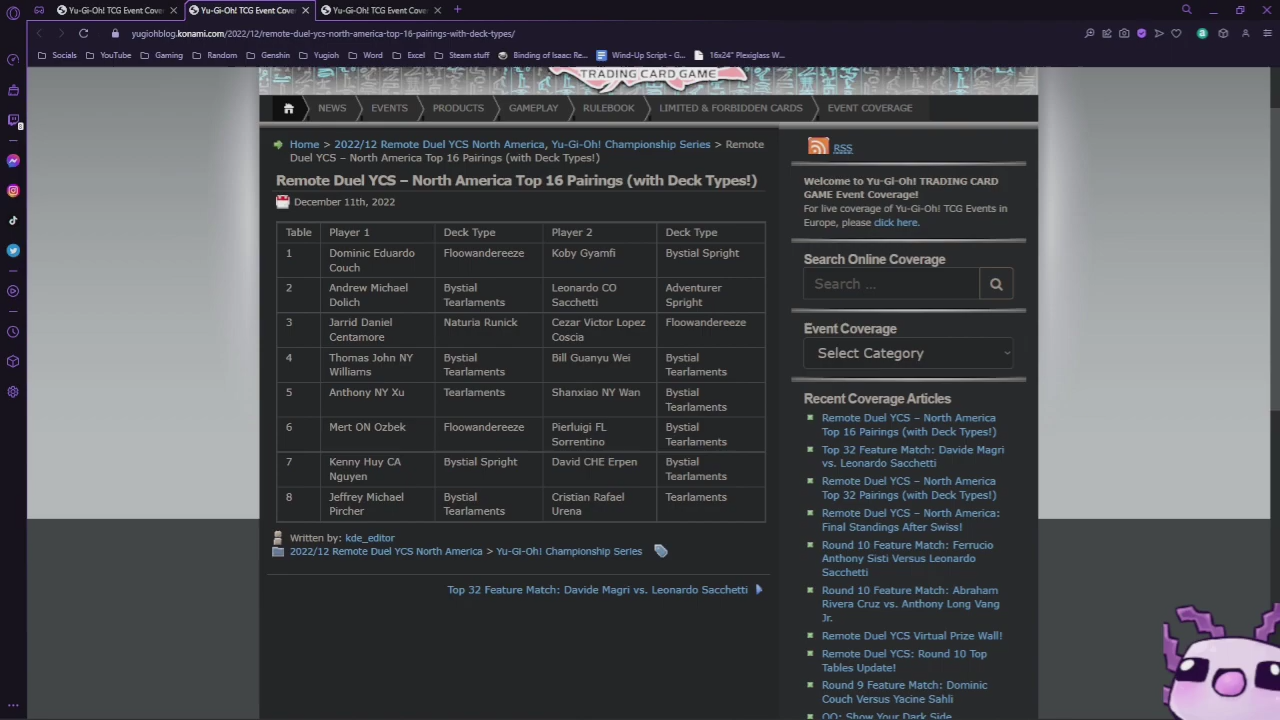 Yu-Gi-Oh! TCG Event Cove
Yu-Gi-Oh! TCG Event Cove
Yu-Gi-Oh! TCG Event Cove
yugiohblog.konami.com/2022/12/remote-duel-ycs-north-america-top-16-pairings-with-deck-types/
Socials YouTube Gaming Random Genshin Yugioh Word Excel Steam stuff Binding of Isaac: Re... Wind-Up Script - G... 16x24" Plexiglass W...
TRADING CARD GAME
NEWS EVENTS PRODUCTS GAMEPLAY RULEBOOK LIMITED & FORBIDDEN CARDS EVENT COVERAGE
Home > 2022/12 Remote Duel YCS North America, Yu-Gi-Oh! Championship Series > Remote
Duel YCS – North America Top 16 Pairings (with Deck Types!)
Remote Duel YCS – North America Top 16 Pairings (with Deck Types!)
December 11th, 2022
Table Player 1 Deck Type Player 2 Deck Type
1 Dominic Eduardo Floowandereeze Koby Gyamfi Bystial Spright
Couch
2 Andrew Michael Bystial Leonardo CO Adventurer
Dolich Tearlaments Sacchetti Spright
3 Jarrid Daniel Naturia Runick Cezar Victor Lopez Floowandereeze
Centamore Coscia
4 Thomas John NY Bystial Bill Guanyu Wei Bystial
Williams Tearlaments Tearlaments
5 Anthony NY Xu Tearlaments Shanxiao NY Wan Bystial
Tearlaments
6 Mert ON Ozbek Floowandereeze Pierluigi FL Bystial
Sorrentino Tearlaments
7 Kenny Huy CA Bystial Spright David CHE Erpen Bystial
Nguyen Tearlaments
8 Jeffrey Michael Bystial Cristian Rafael Tearlaments
Pircher Tearlaments Urena
Written by: kde_editor
2022/12 Remote Duel YCS North America > Yu-Gi-Oh! Championship Series
Top 32 Feature Match: Davide Magri vs. Leonardo Sacchetti
RSS
Welcome to Yu-Gi-Oh! TRADING CARD
GAME Event Coverage!
For live coverage of Yu-Gi-Oh! TCG Events in
Europe, please click here.
Search Online Coverage
Search ...
Event Coverage
Select Category
Recent Coverage Articles
Remote Duel YCS – North America
Top 16 Pairings (with Deck Types!)
Top 32 Feature Match: Davide Magri
vs. Leonardo Sacchetti
Remote Duel YCS – North America
Top 32 Pairings (with Deck Types!)
Remote Duel YCS – North America:
Final Standings After Swiss!
Round 10 Feature Match: Ferrucio
Anthony Sisti Versus Leonardo
Sacchetti
Round 10 Feature Match: Abraham
Rivera Cruz vs. Anthony Long Vang
Jr.
Remote Duel YCS Virtual Prize Wall!
Remote Duel YCS: Round 10 Top
Tables Update!
Round 9 Feature Match: Dominic
Couch Versus Yacine Sahli
QQ: Show Your Dark Side